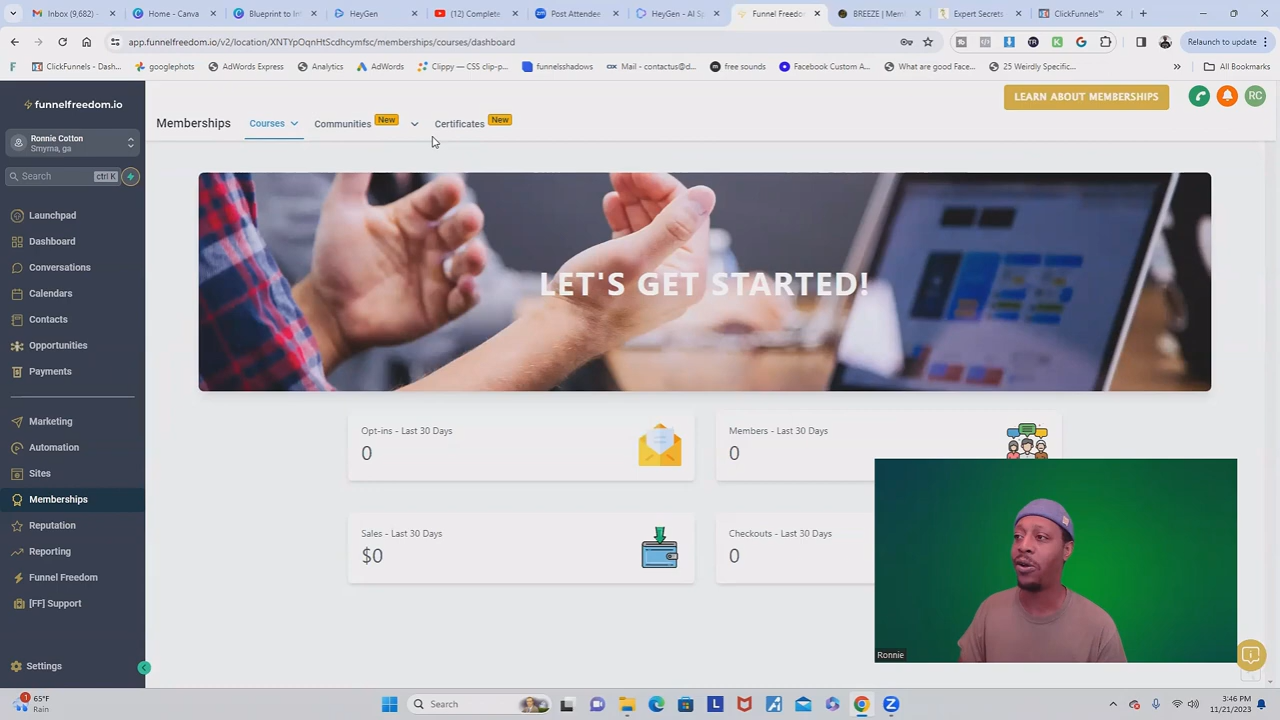 Inbox (9,682) -
Home - Canva
Blueprint to Int
HeyGen
(12) Complete
Post Attendee
HeyGen - AI Sp
Funnel Freedo
BREEZE | Mem
Expert Secrets
ClickFunnels™
app.funnelfreedom.io/v2/location/XNTYnOqnHtSdhcymfsc/memberships/courses/dashboard
Relaunch to update
ClickFunnels - Dash...
googlephots
AdWords Express
Analytics
AdWords
Clippy — CSS clip-p...
funnelsshadows
Mail - contactus@d...
free sounds
Facebook Custom A...
What are good Face...
25 Weirdly Specific...
All Bookmarks
funnelfreedom.io
Ronnie Cotton
Smyrna, ga
Search
ctrl K
Launchpad
Dashboard
Conversations
Calendars
Contacts
Opportunities
Payments
Marketing
Automation
Sites
Memberships
Reputation
Reporting
Funnel Freedom
[FF] Support
Settings
Memberships
Courses
Communities
New
Certificates
New
LEARN ABOUT MEMBERSHIPS
RC
LET'S GET STARTED!
Opt-ins - Last 30 Days
0
Members - Last 30 Days
0
Sales - Last 30 Days
$0
Checkouts - Last 30 Days
0
Ronnie
1
65°F
Rain
Search
3:46 PM
11/21/2023